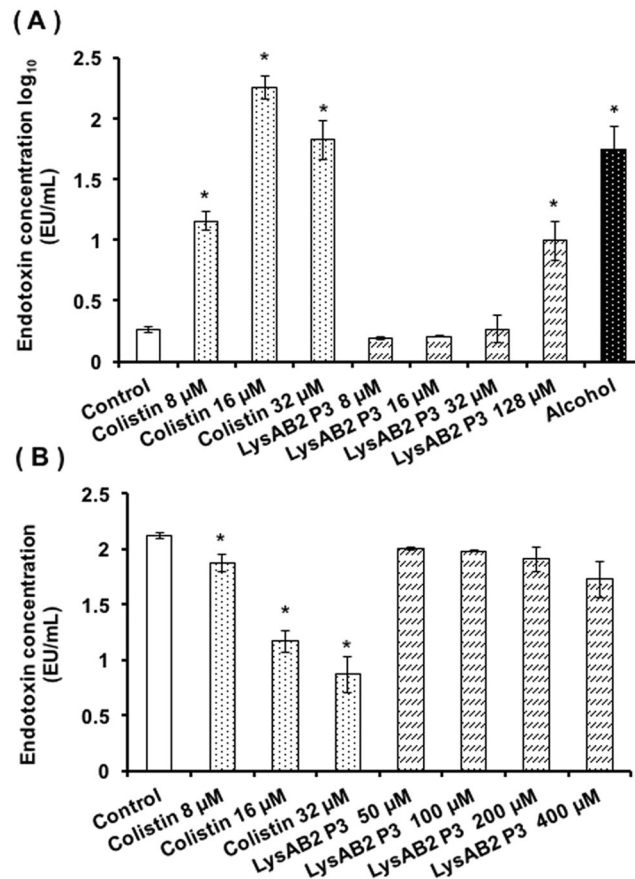 ( A )
Endotoxin concentration log₁₀
(EU/mL)
2.5
2
1.5
1
0.5
0
*
*
*
*
*
Control
Colistin 8 μM
Colistin 16 μM
Colistin 32 μM
LysAB2 P3 8 μM
LysAB2 P3 16 μM
LysAB2 P3 32 μM
LysAB2 P3 128 μM
Alcohol
( B )
Endotoxin concentration
(EU/mL)
2.5
2
1.5
1
0.5
0
*
*
*
Control
Colistin 8 μM
Colistin 16 μM
Colistin 32 μM
LysAB2 P3 50 μM
LysAB2 P3 100 μM
LysAB2 P3 200 μM
LysAB2 P3 400 μM